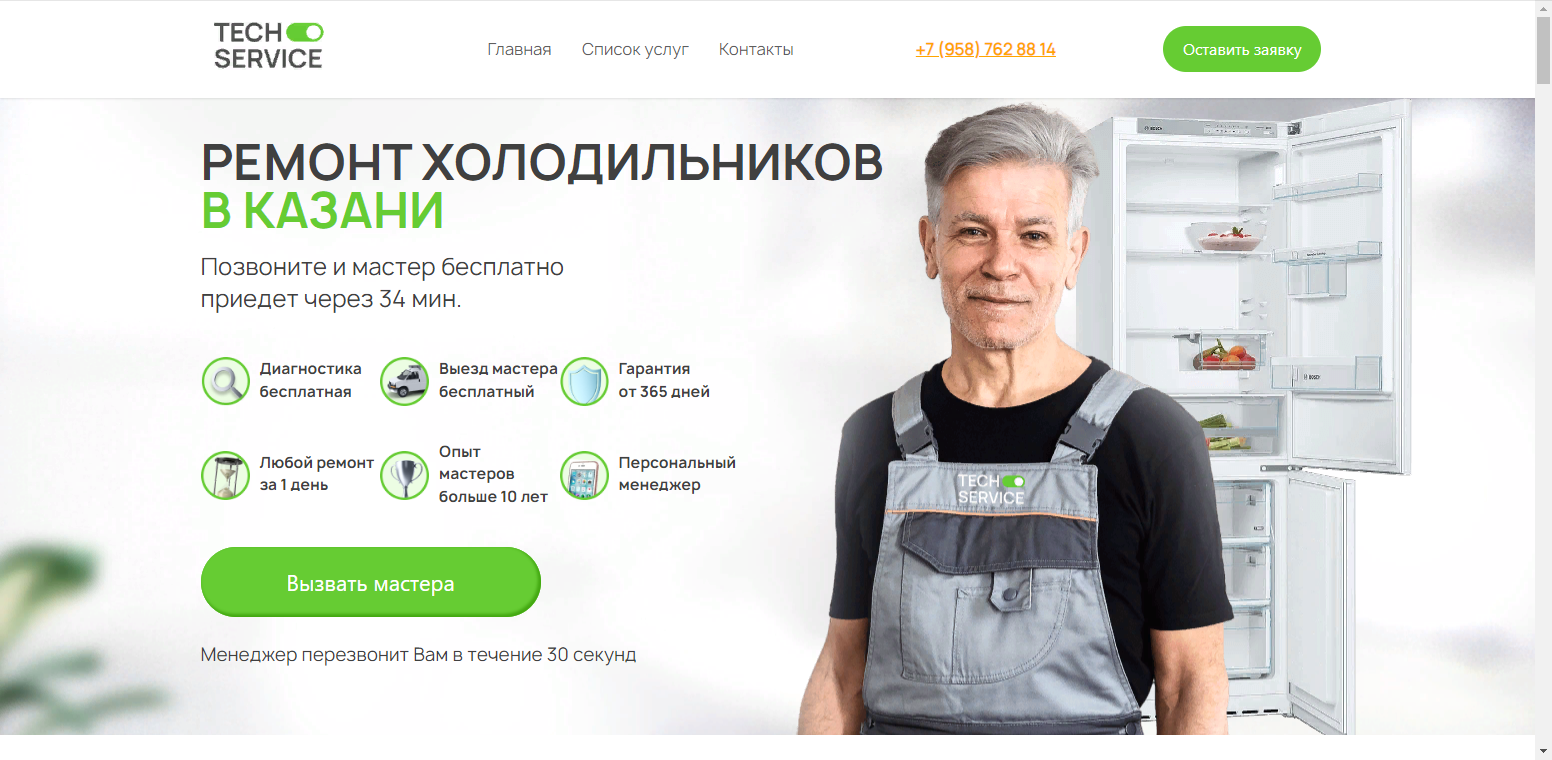 TECH
SERVICE
Главная Список услуг Контакты
+7 (958) 762 88 14
Оставить заявку
РЕМОНТ ХОЛОДИЛЬНИКОВ
В КАЗАНИ
Позвоните и мастер бесплатно
приедет через 34 мин.
Диагностика
бесплатная
Выезд мастера
бесплатный
Гарантия
от 365 дней
Любой ремонт
за 1 день
Опыт
мастеров
больше 10 лет
Персональный
менеджер
Вызвать мастера
Менеджер перезвонит Вам в течение 30 секунд
TECH
SERVICE
BOSCH
BOSCH